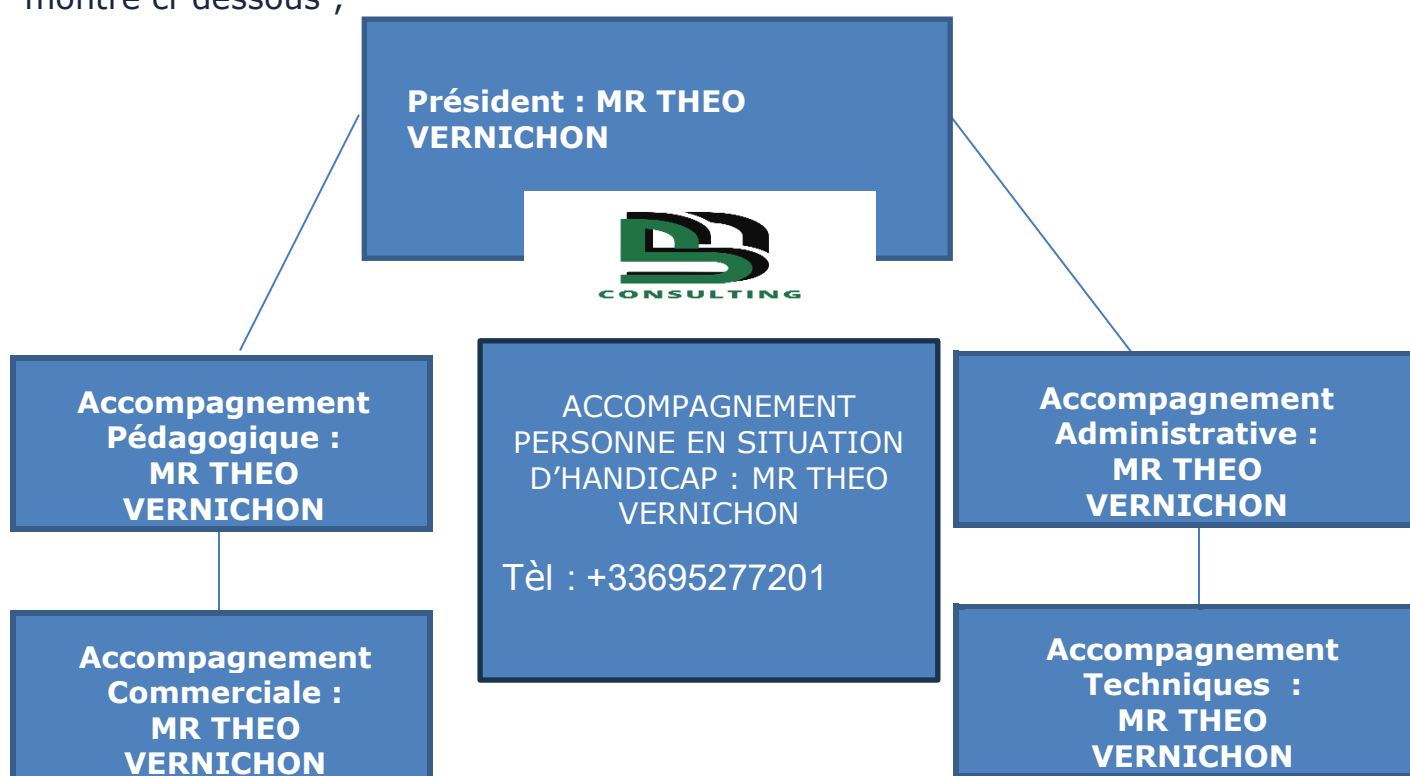 montre ci dessous ;
Président : MR THEO
VERNICHON
CONSULTING
Accompagnement
Pédagogique :
MR THEO
VERNICHON
ACCOMPAGNEMENT
PERSONNE EN SITUATION
D’HANDICAP : MR THEO
VERNICHON
Tèl : +33695277201
Accompagnement
Administrative :
MR THEO
VERNICHON
Accompagnement
Commerciale :
MR THEO
VERNICHON
Accompagnement
Techniques :
MR THEO
VERNICHON